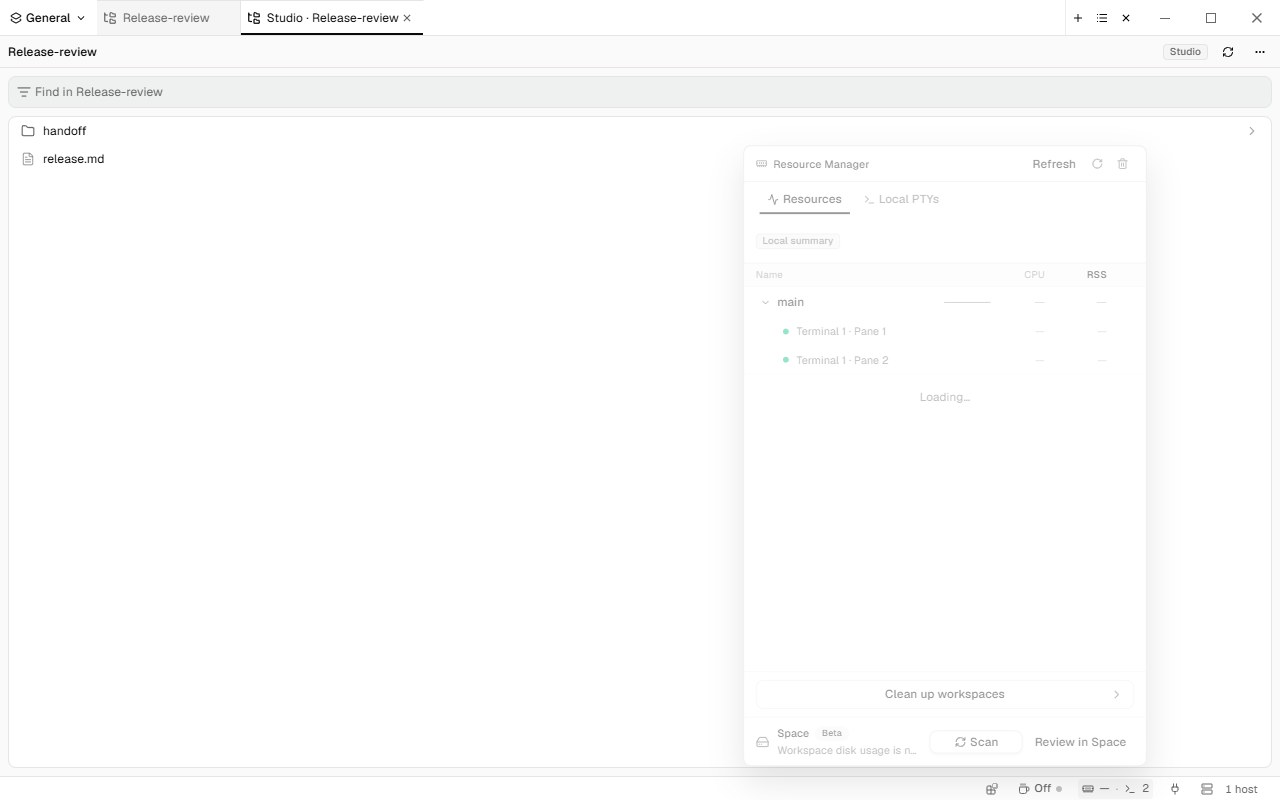 General
Release-review
Studio · Release-review
Release-review
Studio
Find in Release-review
handoff
release.md
Resource Manager
Refresh
Resources
Local PTYs
Local summary
Name CPU RSS
main — —
Terminal 1 · Pane 1 — —
Terminal 1 · Pane 2 — —
Loading…
Clean up workspaces
Space Beta
Workspace disk usage is n…
Scan
Review in Space
Off
— · 2
1 host